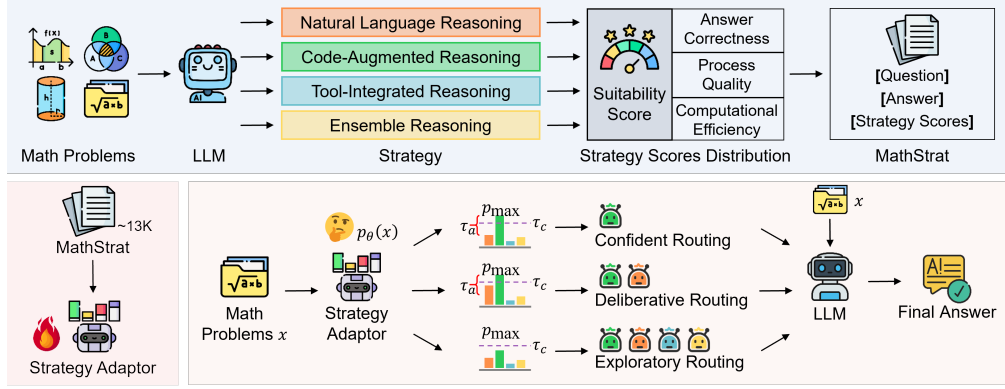 f(x)
S
a b
B
A C
h
r
√a×b
Math Problems
AI
LLM
Natural Language Reasoning
Code-Augmented Reasoning
Tool-Integrated Reasoning
Ensemble Reasoning
Strategy
Suitability
Score
Answer
Correctness
Process
Quality
Computational
Efficiency
Strategy Scores Distribution
[Question]
[Answer]
[Strategy Scores]
MathStrat
~13K
MathStrat
Strategy Adaptor
√a×b
Math
Problems x
pθ(x)
Strategy
Adaptor
pmax
τa τc
Confident Routing
pmax
τa τc
Deliberative Routing
pmax
τc
Exploratory Routing
√a×b x
LLM
A!
Final Answer